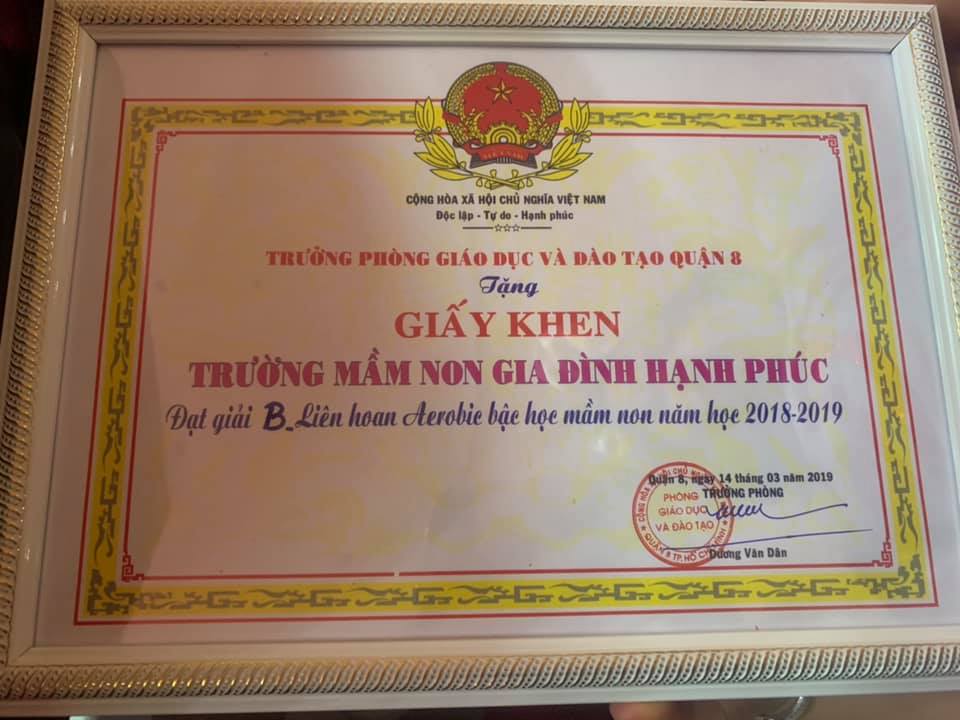 VIỆT NAM
CỘNG HÒA XÃ HỘI CHỦ NGHĨA VIỆT NAM
Độc lập - Tự do - Hạnh phúc
TRƯỞNG PHÒNG GIÁO DỤC VÀ ĐÀO TẠO QUẬN 8
Tặng
GIẤY KHEN
TRƯỜNG MẦM NON GIA ĐÌNH HẠNH PHÚC
Đạt giải B. Liên hoan Aerobic bậc học mầm non năm học 2018-2019
Quận 8, ngày 14 tháng 03 năm 2019
TRƯỞNG PHÒNG
PHÒNG
GIÁO DỤC
VÀ ĐÀO TẠO
Dương Văn Dân